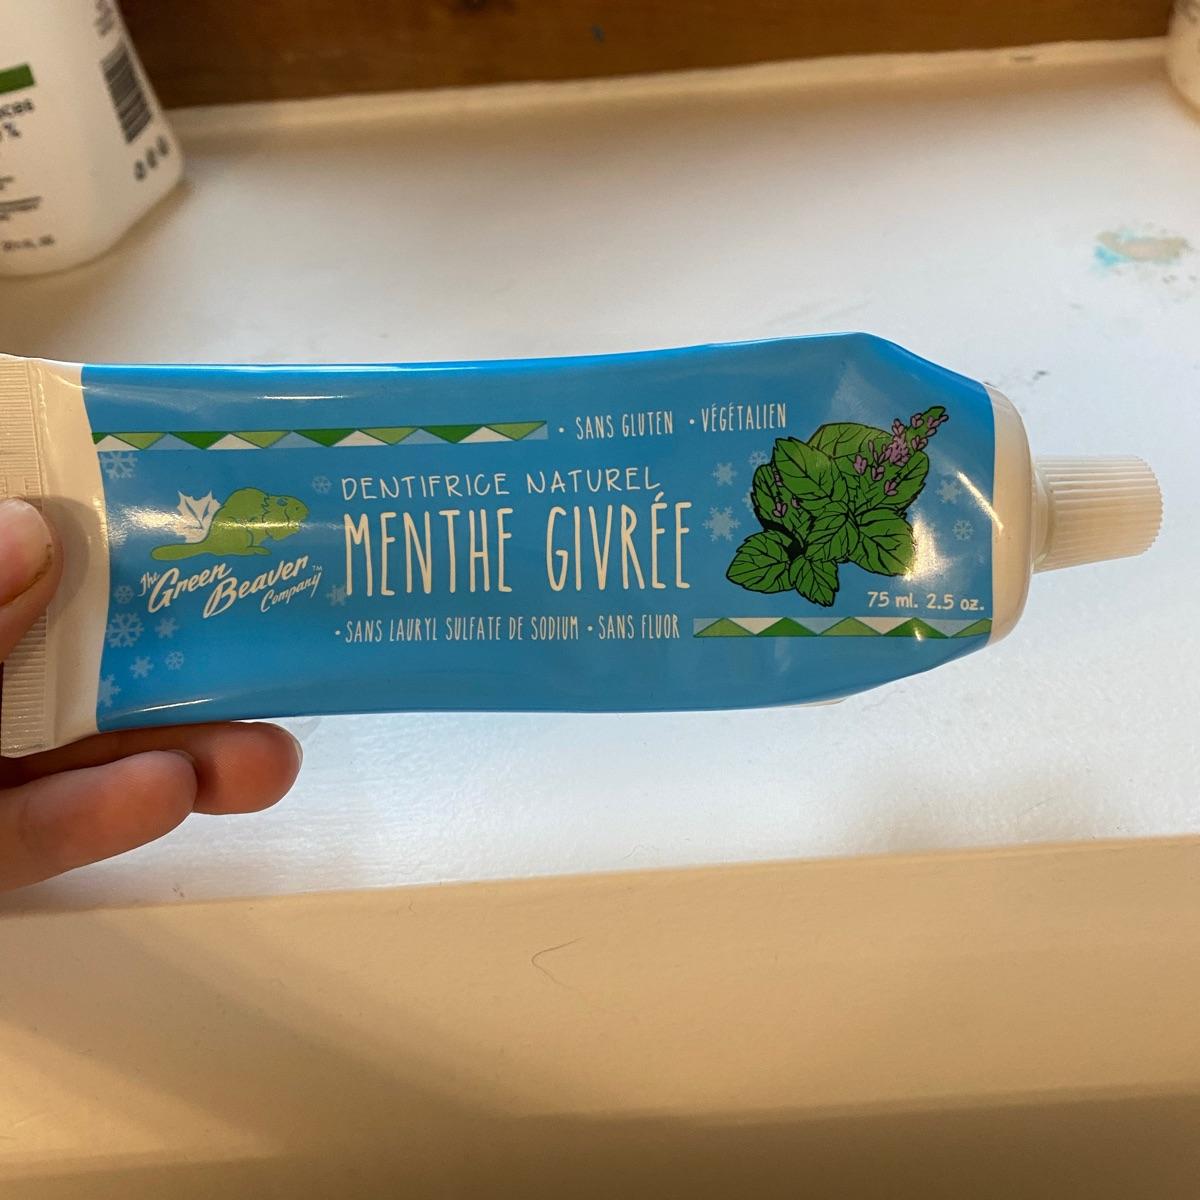 • SANS GLUTEN • VÉGÉTALIEN
DENTIFRICE NATUREL
MENTHE GIVRÉE
The Green Beaver Company™
75 ml. 2.5 oz.
• SANS LAURYL SULFATE DE SODIUM • SANS FLUOR